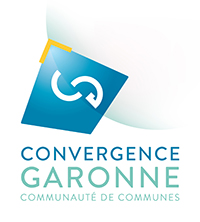 CONVERGENCE
GARONNE
COMMUNAUTÉ DE COMMUNES